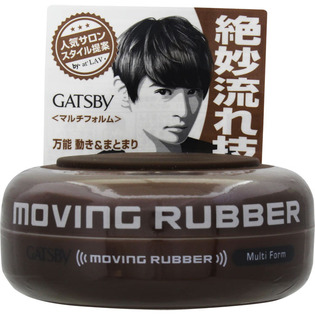 人気サロン
スタイル提案
by at'LAV
絶妙流れ技
GATSBY
<マルチフォルム>
万能 動き&まとまり
MOVING RUBBER
GATSBY
MOVING RUBBER
Multi Form